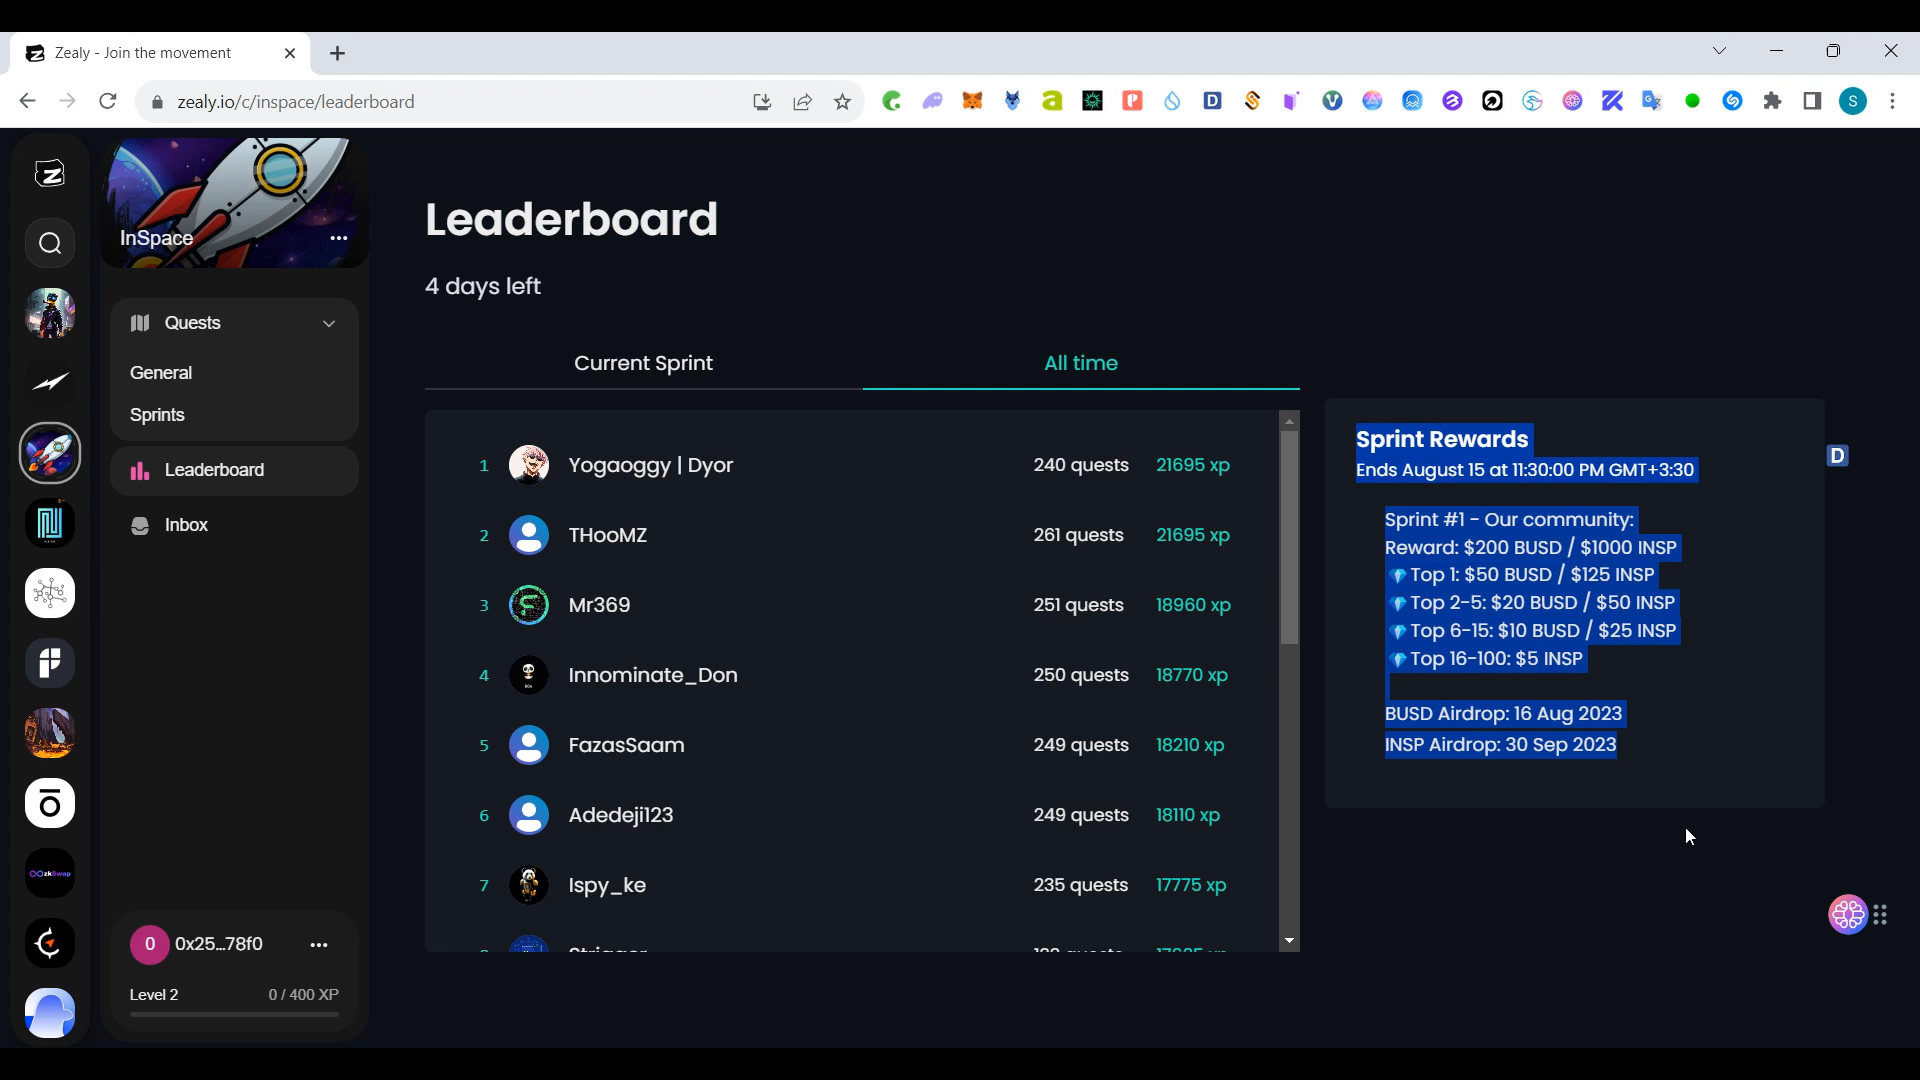 Zealy - Join the movement
zealy.io/c/inspace/leaderboard
S
InSpace
Quests
General
Sprints
Leaderboard
Inbox
zkSwap
0
0x25...78f0
Level 2
0 / 400 XP
Leaderboard
4 days left
Current Sprint
All time
1 Yogaoggy | Dyor 240 quests 21695 xp
2 THooMZ 261 quests 21695 xp
3 Mr369 251 quests 18960 xp
4 Innominate_Don 250 quests 18770 xp
5 FazasSaam 249 quests 18210 xp
6 Adedeji123 249 quests 18110 xp
7 Ispy_ke 235 quests 17775 xp
Sprint Rewards
Ends August 15 at 11:30:00 PM GMT+3:30
Sprint #1 - Our community:
Reward: $200 BUSD / $1000 INSP
💎 Top 1: $50 BUSD / $125 INSP
💎 Top 2-5: $20 BUSD / $50 INSP
💎 Top 6-15: $10 BUSD / $25 INSP
💎 Top 16-100: $5 INSP
BUSD Airdrop: 16 Aug 2023
INSP Airdrop: 30 Sep 2023
D